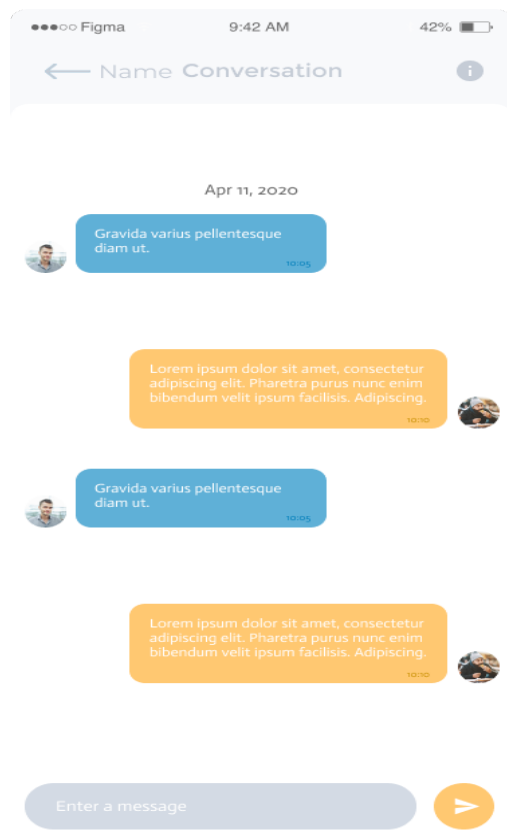 Figma 9:42 AM 42%
Name Conversation
Apr 11, 2020
Gravida varius pellentesque
diam ut.
10:05
Lorem ipsum dolor sit amet, consectetur
adipiscing elit. Pharetra purus nunc enim
bibendum velit ipsum facilisis. Adipiscing.
10:10
Gravida varius pellentesque
diam ut.
10:05
Lorem ipsum dolor sit amet, consectetur
adipiscing elit. Pharetra purus nunc enim
bibendum velit ipsum facilisis. Adipiscing.
10:10
Enter a message